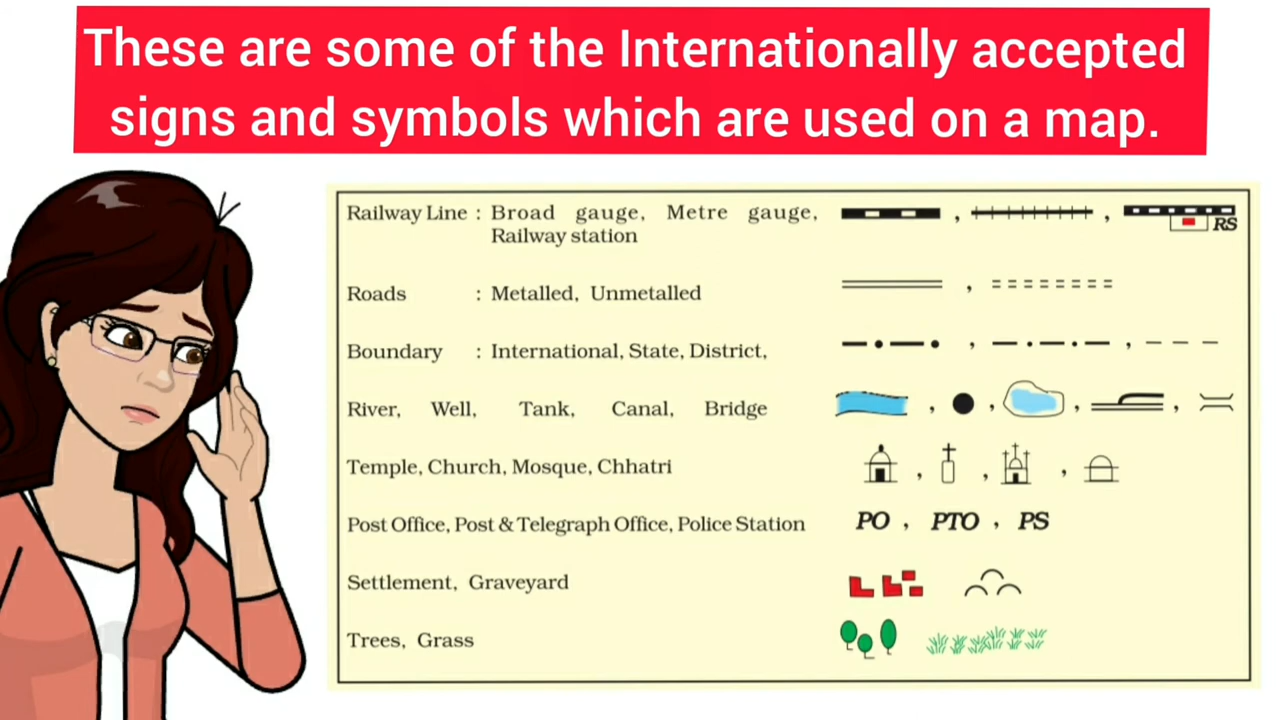 These are some of the Internationally accepted
signs and symbols which are used on a map.
Railway Line : Broad gauge, Metre gauge, , ,
Railway station RS
Roads : Metalled, Unmetalled ,
Boundary : International, State, District, , ,
River, Well, Tank, Canal, Bridge , , , ,
Temple, Church, Mosque, Chhatri , , ,
Post Office, Post & Telegraph Office, Police Station PO , PTO , PS
Settlement, Graveyard
Trees, Grass